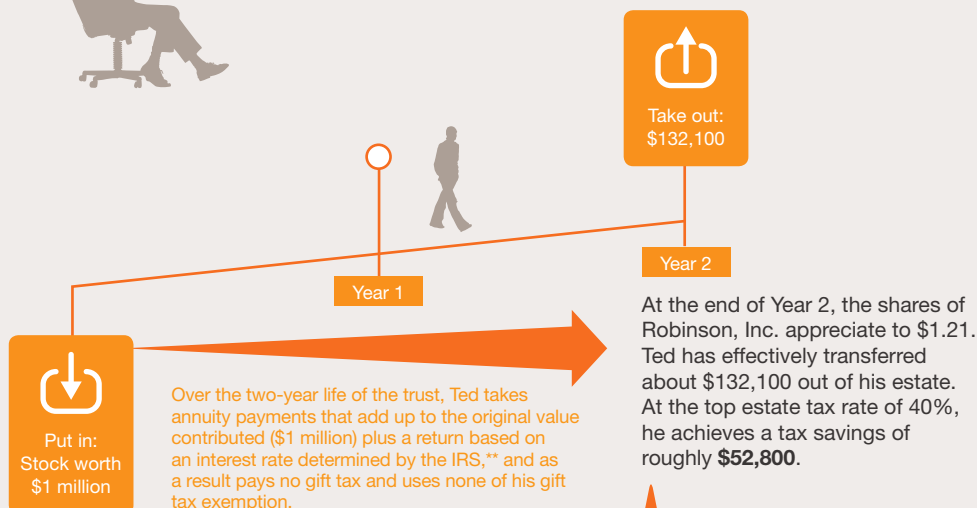 Take out:
$132,100
Year 1
Year 2
Put in:
Stock worth
$1 million
Over the two-year life of the trust, Ted takes
annuity payments that add up to the original value
contributed ($1 million) plus a return based on
an interest rate determined by the IRS,** and as
a result pays no gift tax and uses none of his gift
tax exemption.
At the end of Year 2, the shares of
Robinson, Inc. appreciate to $1.21.
Ted has effectively transferred
about $132,100 out of his estate.
At the top estate tax rate of 40%,
he achieves a tax savings of
roughly $52,800.